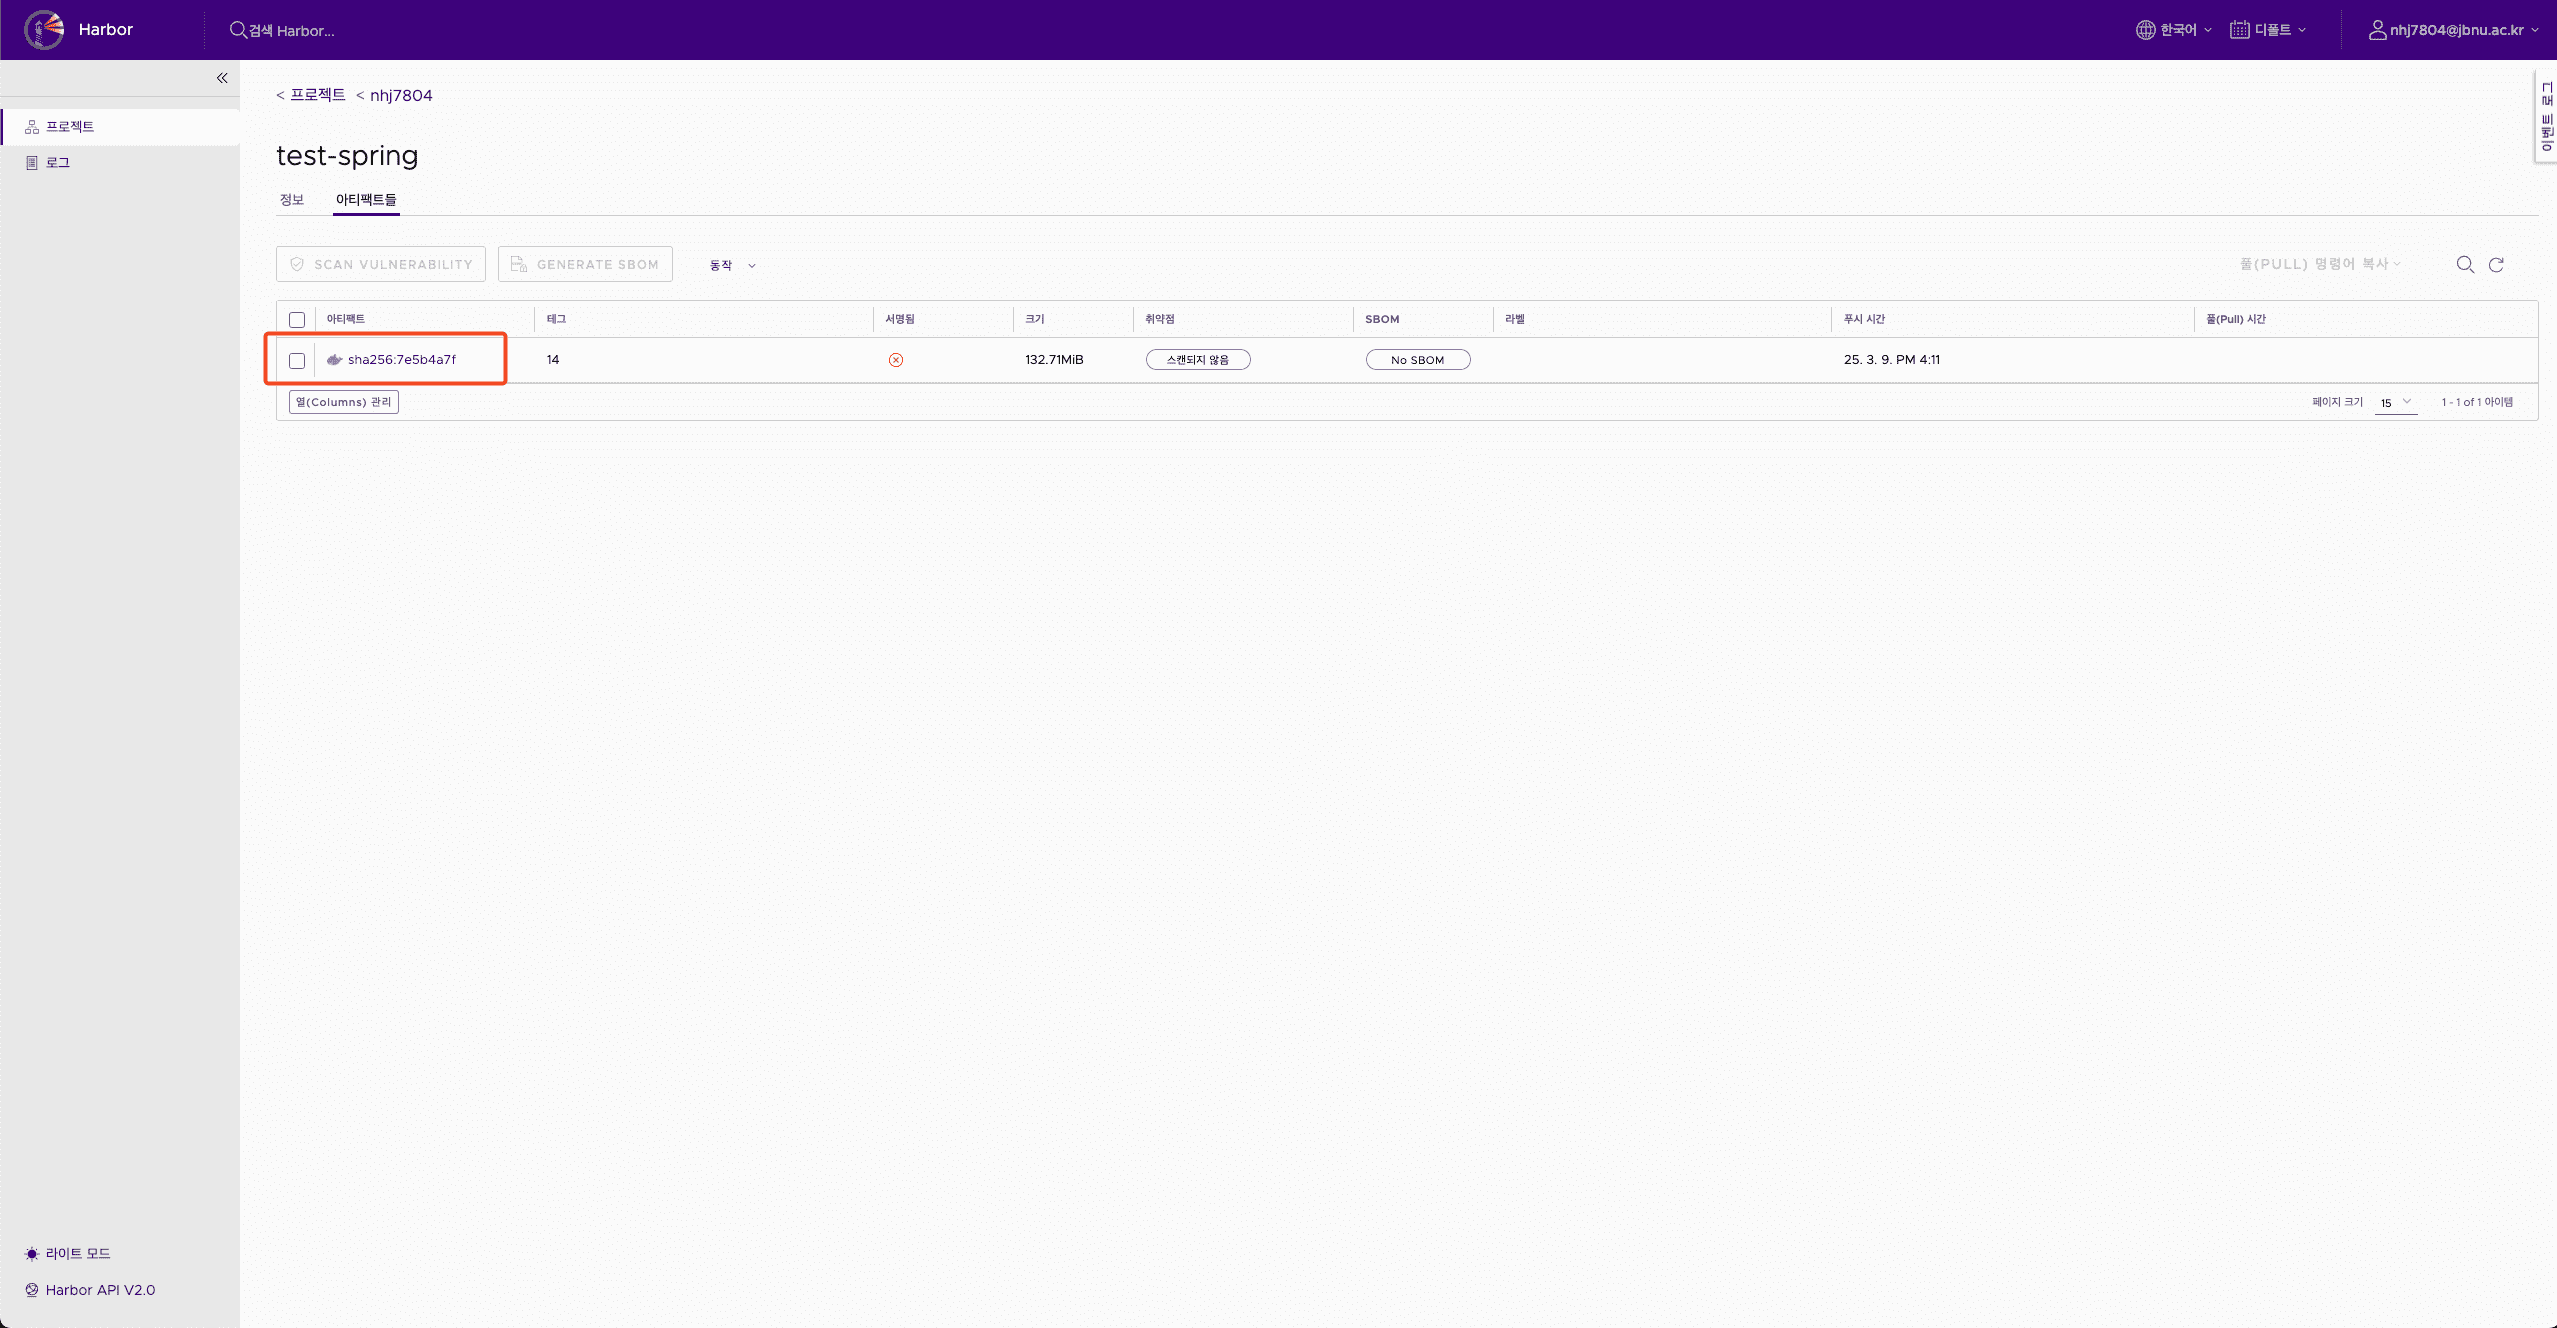 Harbor
검색 Harbor...
한국어
디폴트
nhj7804@jbnu.ac.kr
이벤트 로그
프로젝트
로그
< 프로젝트 < nhj7804
test-spring
정보
아티팩트들
SCAN VULNERABILITY
GENERATE SBOM
동작
풀(PULL) 명령어 복사
아티팩트 테그 서명됨 크기 취약점 SBOM 라벨 푸시 시간 풀(Pull) 시간
sha256:7e5b4a7f 14 132.71MiB 스캔되지 않음 No SBOM 25. 3. 9. PM 4:11
열(Columns) 관리
페이지 크기 15 1 - 1 of 1 아이템
라이트 모드
Harbor API V2.0